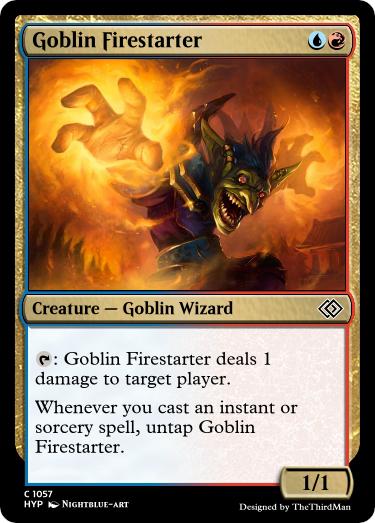 Goblin Firestarter
Creature — Goblin Wizard
: Goblin Firestarter deals 1
damage to target player.
Whenever you cast an instant or
sorcery spell, untap Goblin
Firestarter.
1/1
C 1057
HYP Nightblue-art
Designed by TheThirdMan